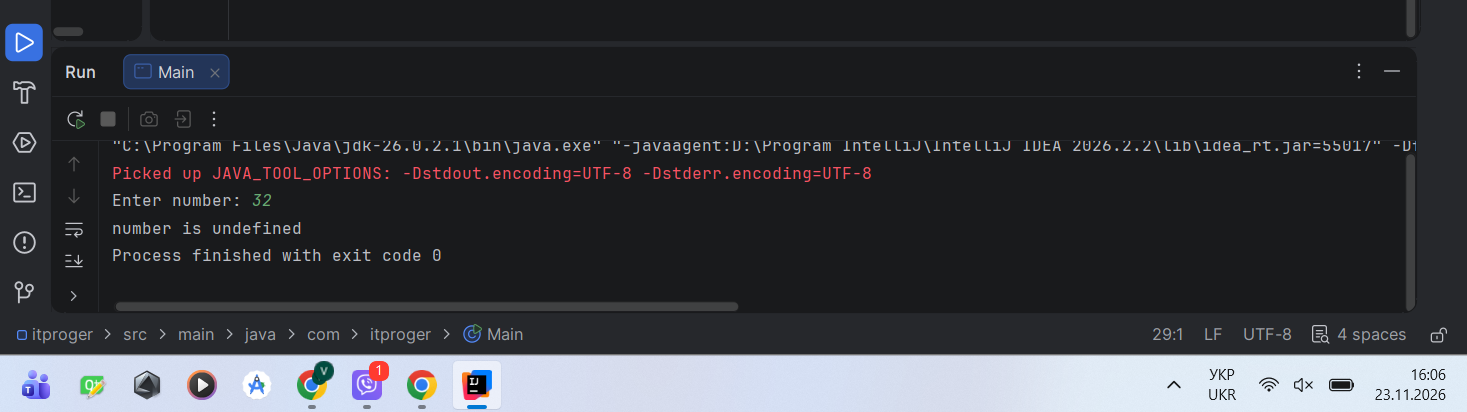 Run Main
"C:\Program Files\Java\jdk-26.0.2.1\bin\java.exe" "-javaagent:D:\Program IntelliJ\IntelliJ IDEA 2026.2.2\lib\idea_rt.jar=55017" -Df
Picked up JAVA_TOOL_OPTIONS: -Dstdout.encoding=UTF-8 -Dstderr.encoding=UTF-8
Enter number: 32
number is undefined
Process finished with exit code 0
itproger > src > main > java > com > itproger > Main 29:1 LF UTF-8 4 spaces
V 1
УКР 16:06
UKR 23.11.2026